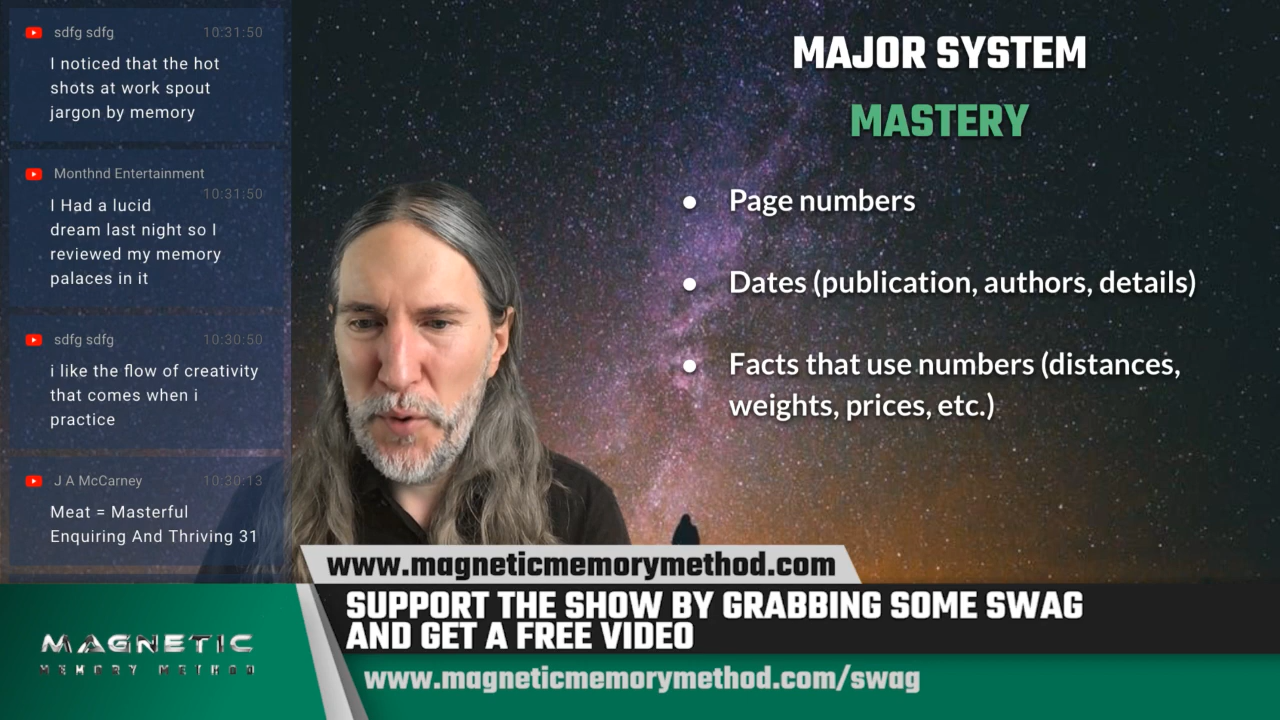 sdfg sdfg 10:31:50
I noticed that the hot
shots at work spout
jargon by memory
Monthnd Entertainment
10:31:50
I Had a lucid
dream last night so I
reviewed my memory
palaces in it
sdfg sdfg 10:30:50
i like the flow of creativity
that comes when i
practice
J A McCarney 10:30:13
Meat = Masterful
Enquiring And Thriving 31
MAJOR SYSTEM
MASTERY
● Page numbers
● Dates (publication, authors, details)
● Facts that use numbers (distances,
weights, prices, etc.)
www.magneticmemorymethod.com
SUPPORT THE SHOW BY GRABBING SOME SWAG
AND GET A FREE VIDEO
www.magneticmemorymethod.com/swag
MAGNETIC
MEMORY METHOD